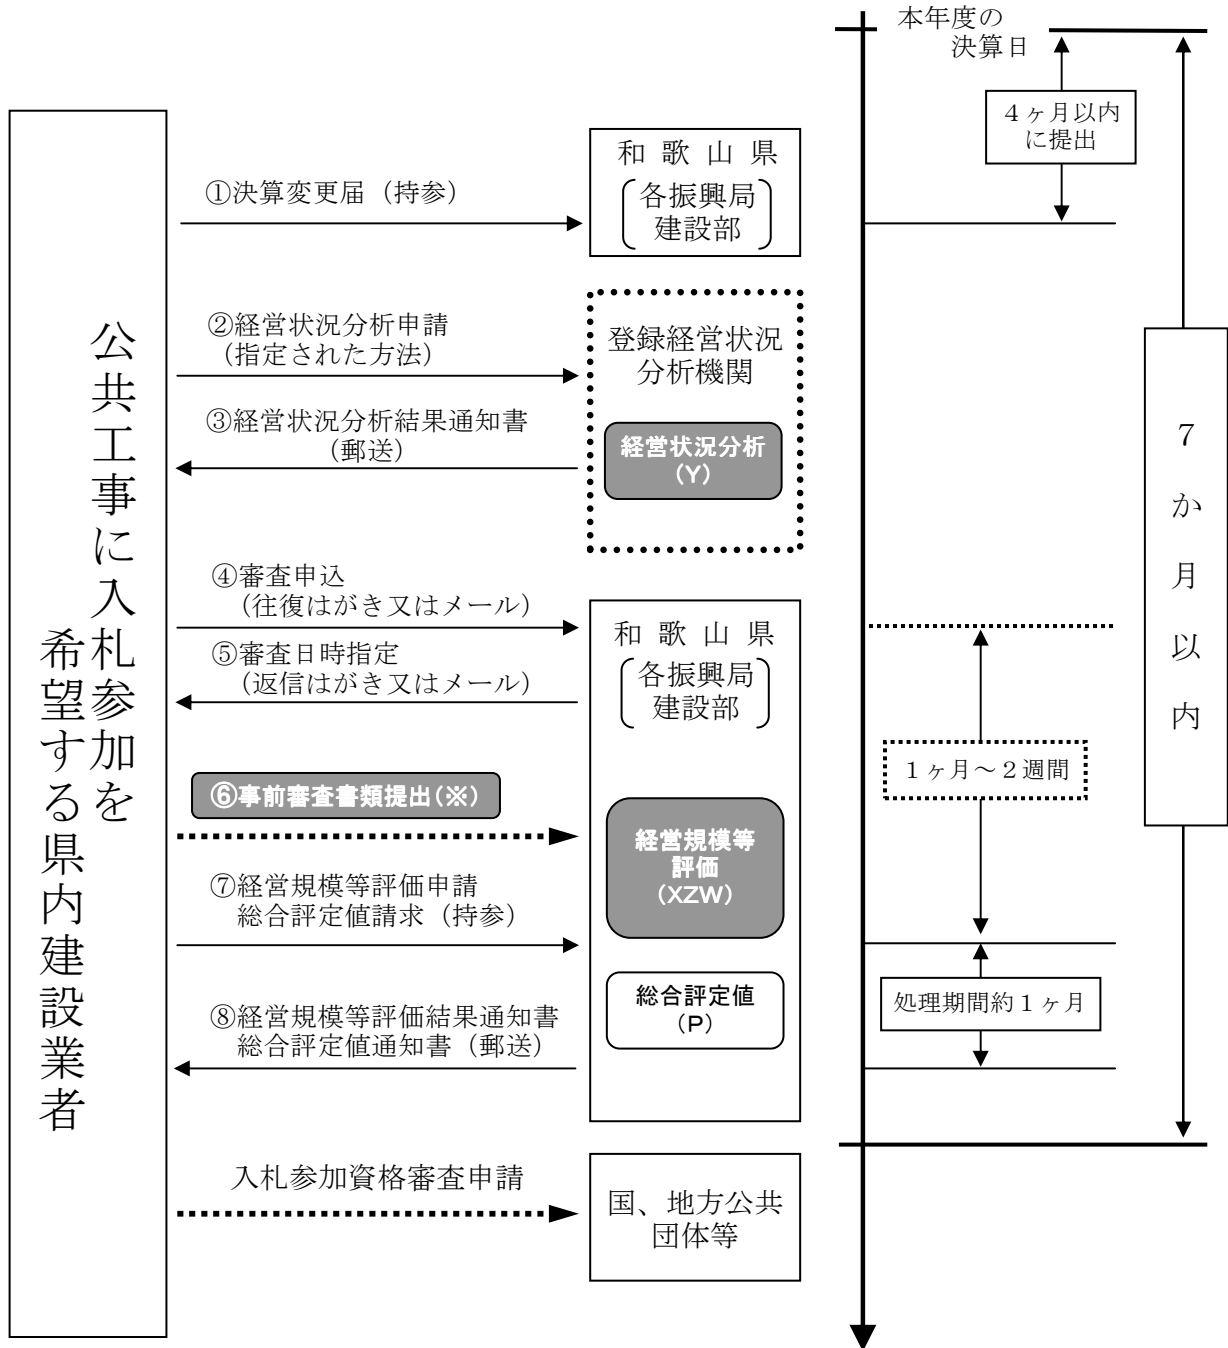 本年度の
決算日
４ヶ月以内
に提出
７か月以内
公共工事に入札参加を
希望する県内建設業者
①決算変更届（持参）
和歌山県
各振興局
建設部
②経営状況分析申請
（指定された方法）
③経営状況分析結果通知書
（郵送）
登録経営状況
分析機関
経営状況分析
（Y）
④審査申込
（往復はがき又はメール）
⑤審査日時指定
（返信はがき又はメール）
和歌山県
各振興局
建設部
１ヶ月～２週間
⑥事前審査書類提出(※)
経営規模等
評価
（XZW）
⑦経営規模等評価申請
総合評定値請求（持参）
総合評定値
（P）
処理期間約１ヶ月
⑧経営規模等評価結果通知書
総合評定値通知書（郵送）
入札参加資格審査申請
国、地方公共
団体等